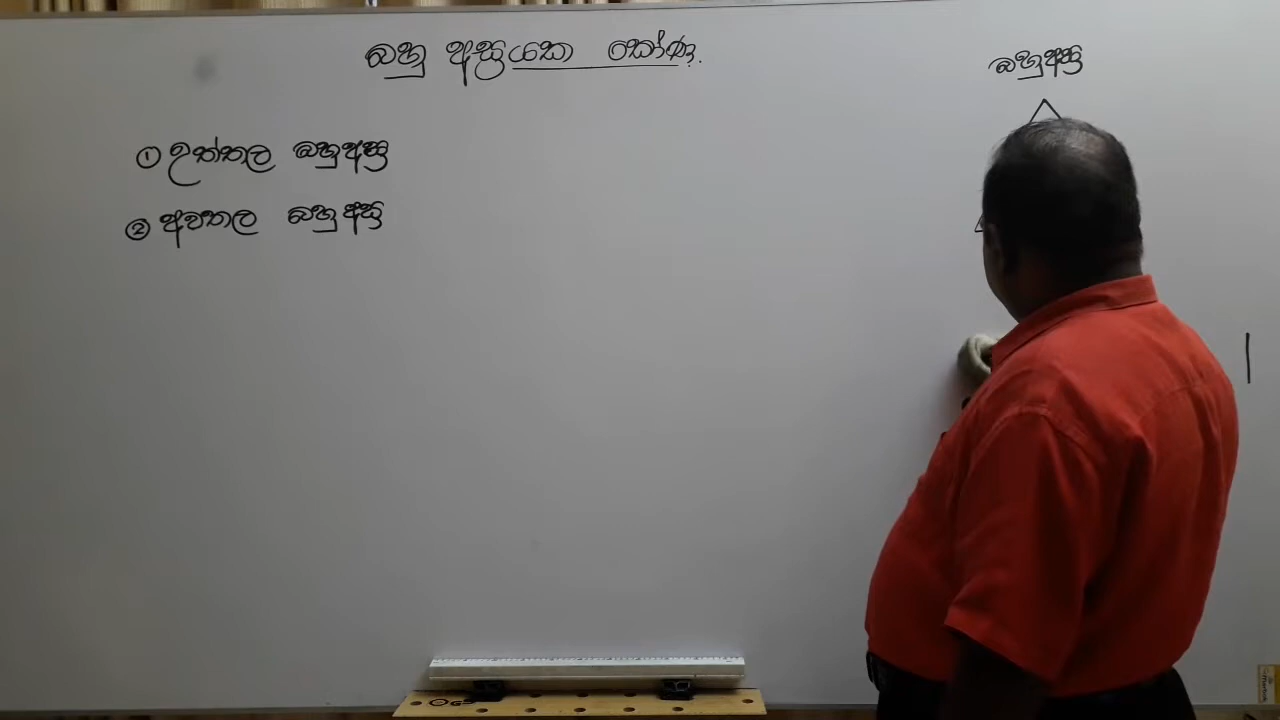 බහු අස්‍රයක කෝණ.
බහුඅස්‍ර
① උත්තල බහුඅස්‍ර
② අවතල බහුඅස්‍ර